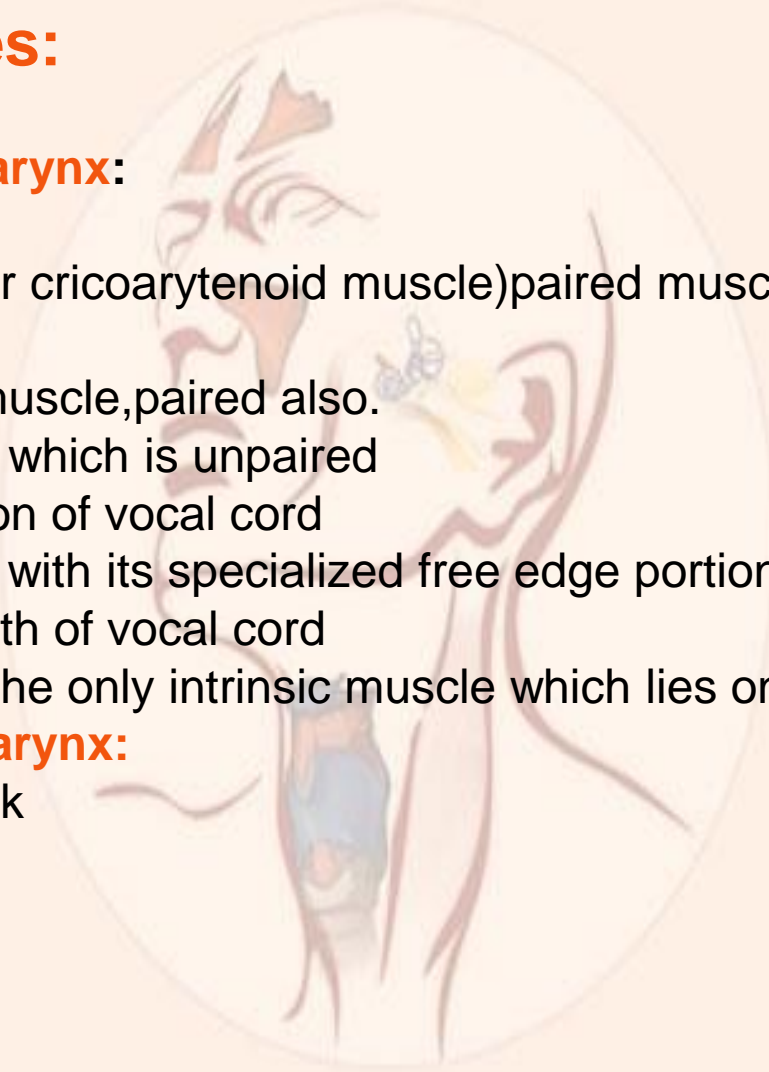 es:
arynx:
r cricoarytenoid muscle)paired musc
nuscle,paired also.
which is unpaired
on of vocal cord
with its specialized free edge portion
th of vocal cord
he only intrinsic muscle which lies or
arynx:
k